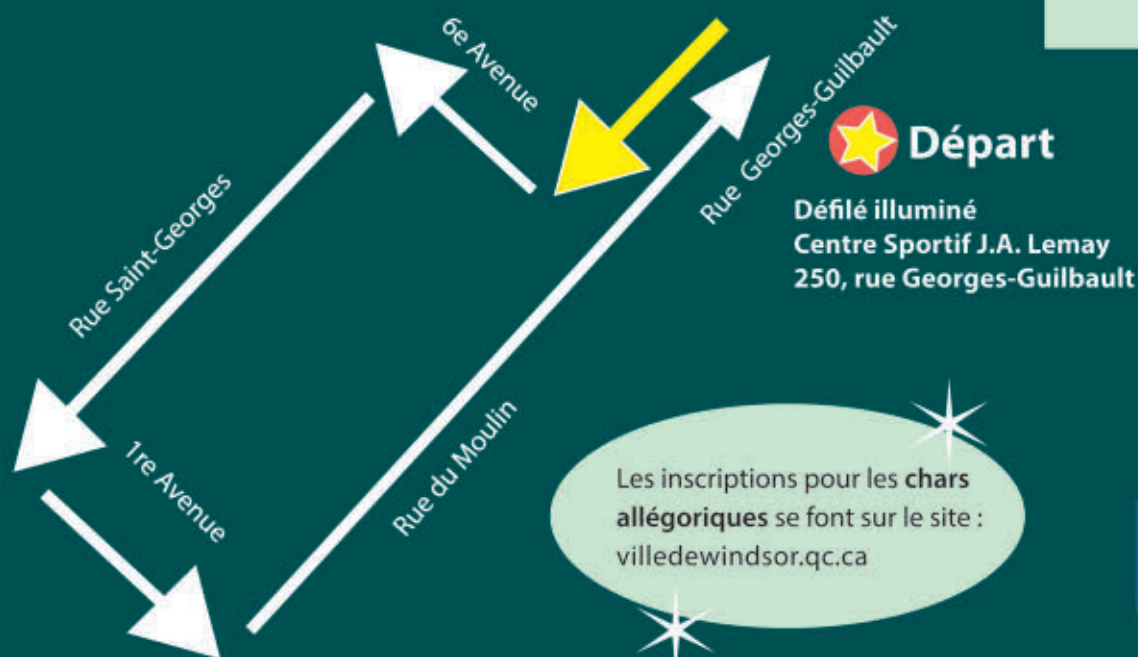 6e Avenue
Rue Georges-Guilbault
Départ
Défilé illuminé
Centre Sportif J.A. Lemay
250, rue Georges-Guilbault
Rue Saint-Georges
1re Avenue
Rue du Moulin
Les inscriptions pour les chars
allégoriques se font sur le site :
villedewindsor.qc.ca